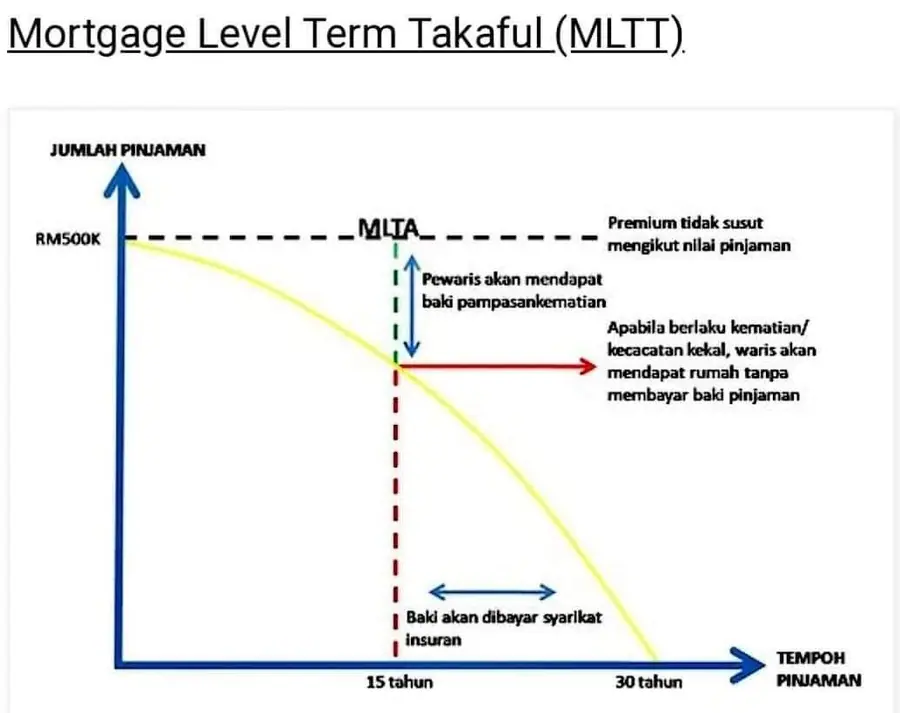 Mortgage Level Term Takaful (MLTT)
JUMLAH PINJAMAN
RM500K
MLTA
Premium tidak susut
mengikut nilai pinjaman
Pewaris akan mendapat
baki pampasankematian
Apabila berlaku kematian/
kecacatan kekal, waris akan
mendapat rumah tanpa
membayar baki pinjaman
Baki akan dibayar syarikat
insuran
15 tahun
30 tahun
TEMPOH
PINJAMAN